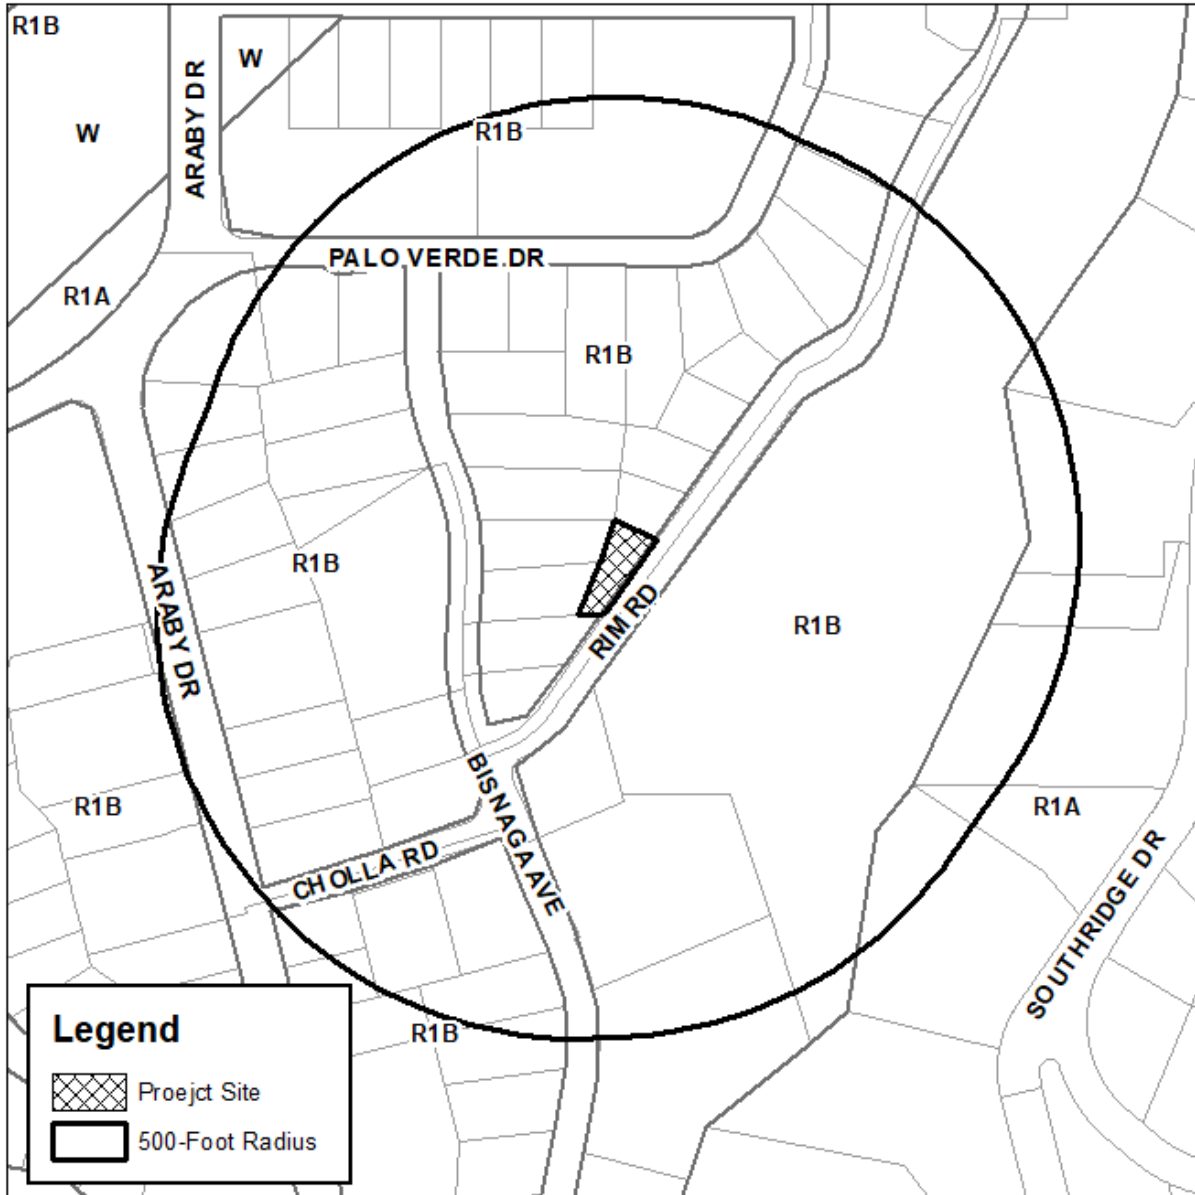 R1B
W
ARABY DR
W
R1B
PALO VERDE DR
R1A
R1B
R1B
ARABY DR
RIM RD
R1B
BISNAGA AVE
R1B
R1A
CHOLLA RD
SOUTHRIDGE DR
R1B
Legend
Proejct Site
500-Foot Radius